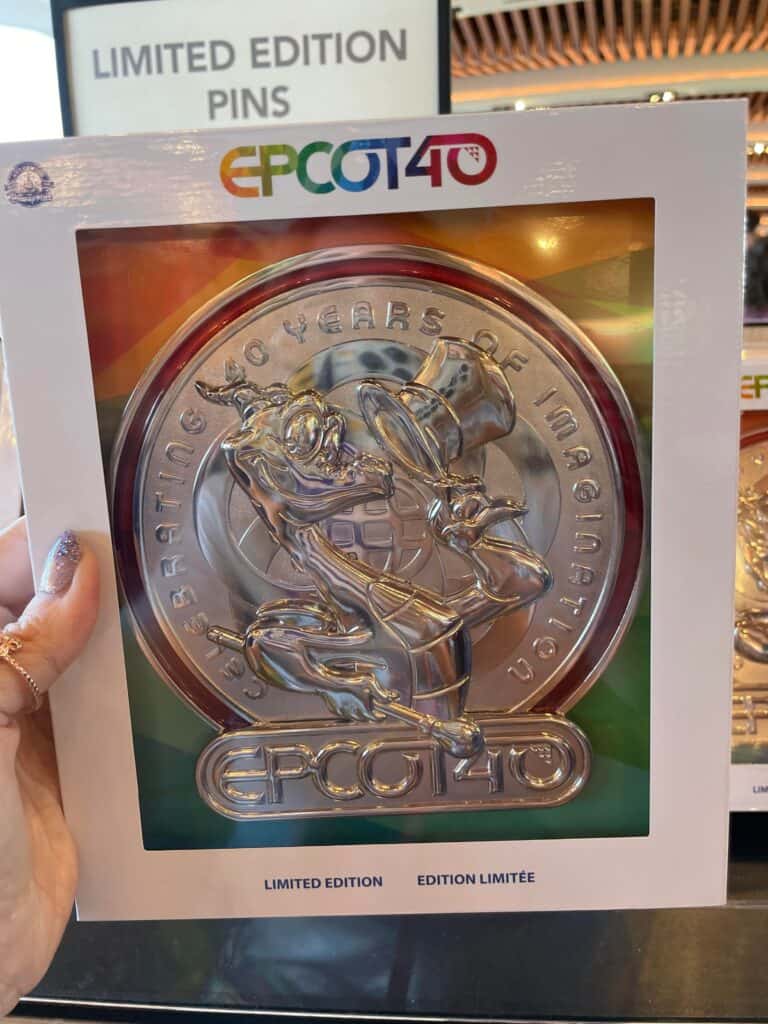 LIMITED EDITION
PINS
EPCOT40
CELEBRATING 40 YEARS OF IMAGINATION
EPCOT40
LIMITED EDITION
EDITION LIMITÉE